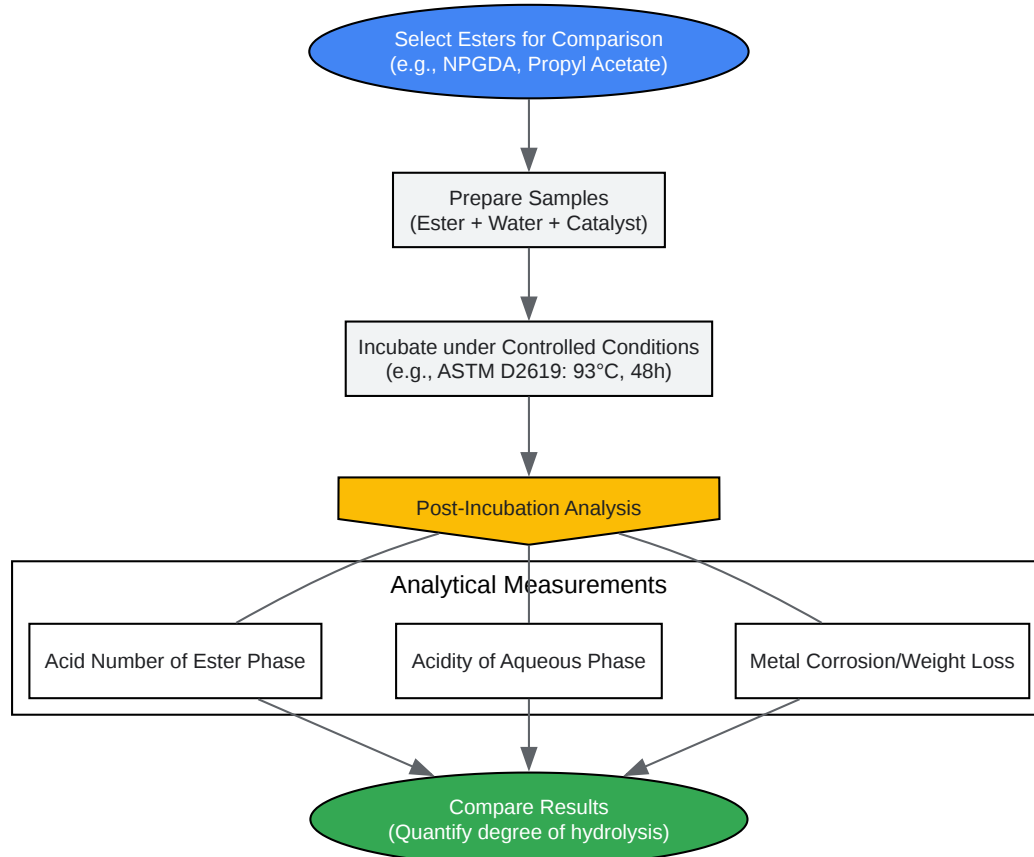 Select Esters for Comparison
(e.g., NPGDA, Propyl Acetate)
Prepare Samples
(Ester + Water + Catalyst)
Incubate under Controlled Conditions
(e.g., ASTM D2619: 93°C, 48h)
Post-Incubation Analysis
Analytical Measurements
Acid Number of Ester Phase
Acidity of Aqueous Phase
Metal Corrosion/Weight Loss
Compare Results
(Quantify degree of hydrolysis)